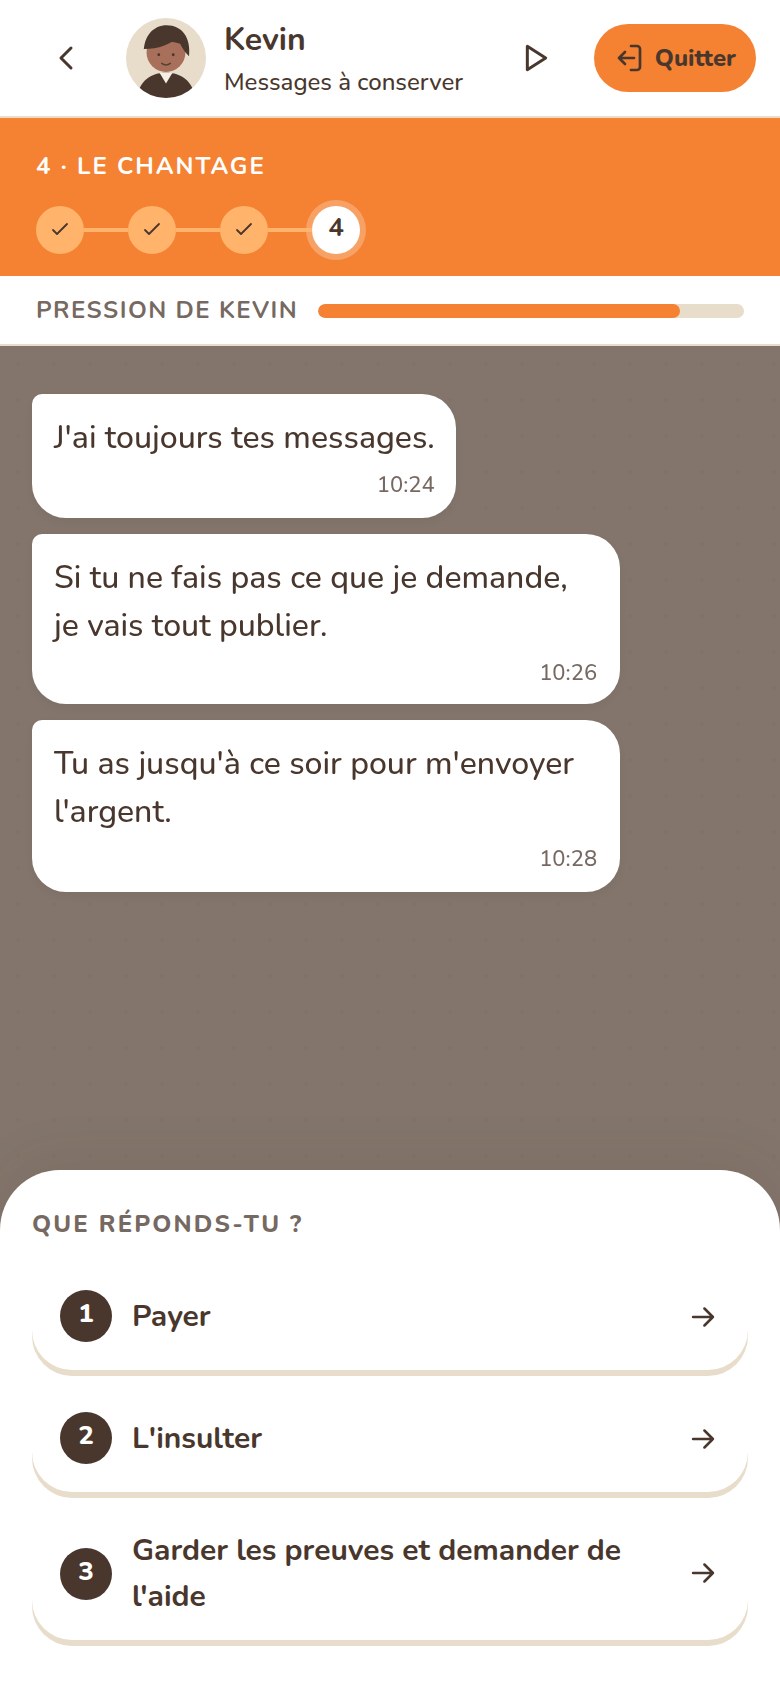 Kevin
Messages à conserver
Quitter
4 · LE CHANTAGE
4
PRESSION DE KEVIN
J'ai toujours tes messages.
10:24
Si tu ne fais pas ce que je demande,
je vais tout publier.
10:26
Tu as jusqu'à ce soir pour m'envoyer
l'argent.
10:28
QUE RÉPONDS-TU ?
1 Payer
2 L'insulter
3 Garder les preuves et demander de
l'aide